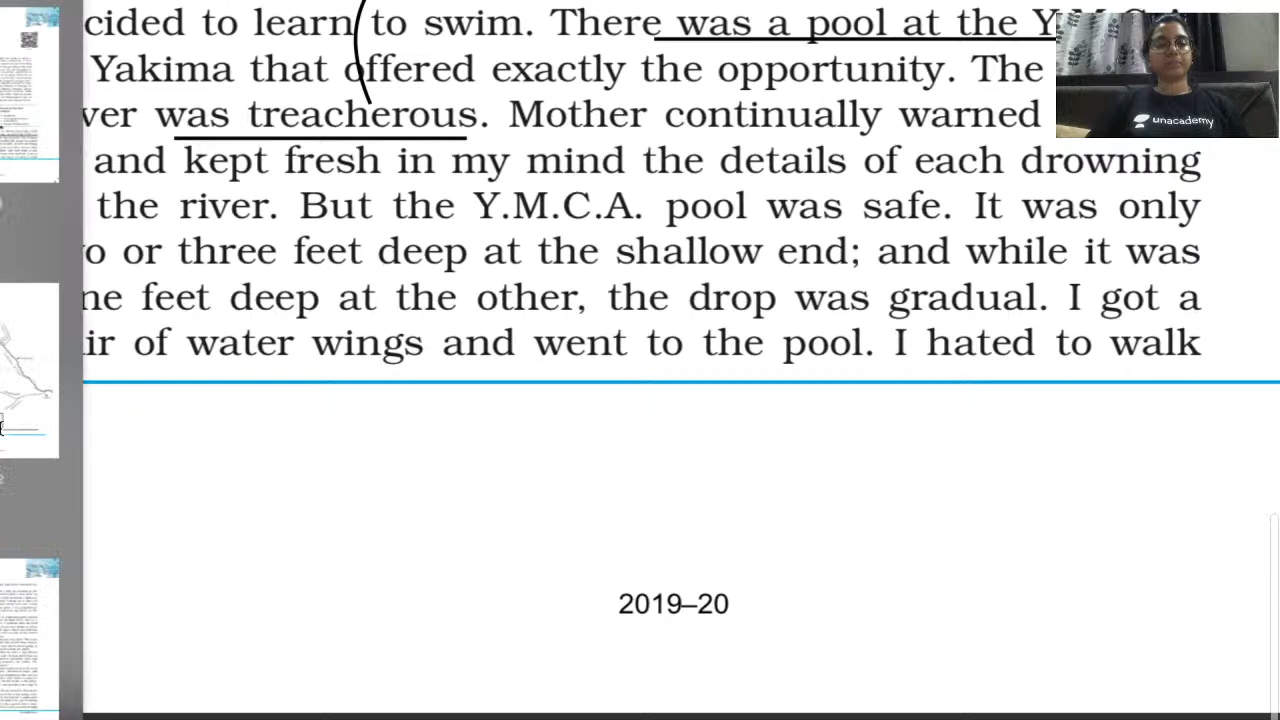 cided to learn to swim. There was a pool at the Y.M.C.A.
Yakima that offered exactly the opportunity. The
ver was treacherous. Mother continually warned
and kept fresh in my mind the details of each drowning
the river. But the Y.M.C.A. pool was safe. It was only
o or three feet deep at the shallow end; and while it was
ne feet deep at the other, the drop was gradual. I got a
ir of water wings and went to the pool. I hated to walk
2019–20
unacademy